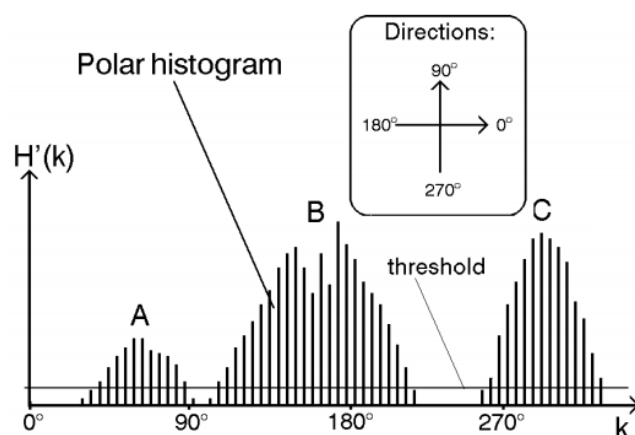 Directions:
90°
180°
0°
270°
Polar histogram
H'(k)
A
B
C
threshold
0°
90°
180°
270°
k